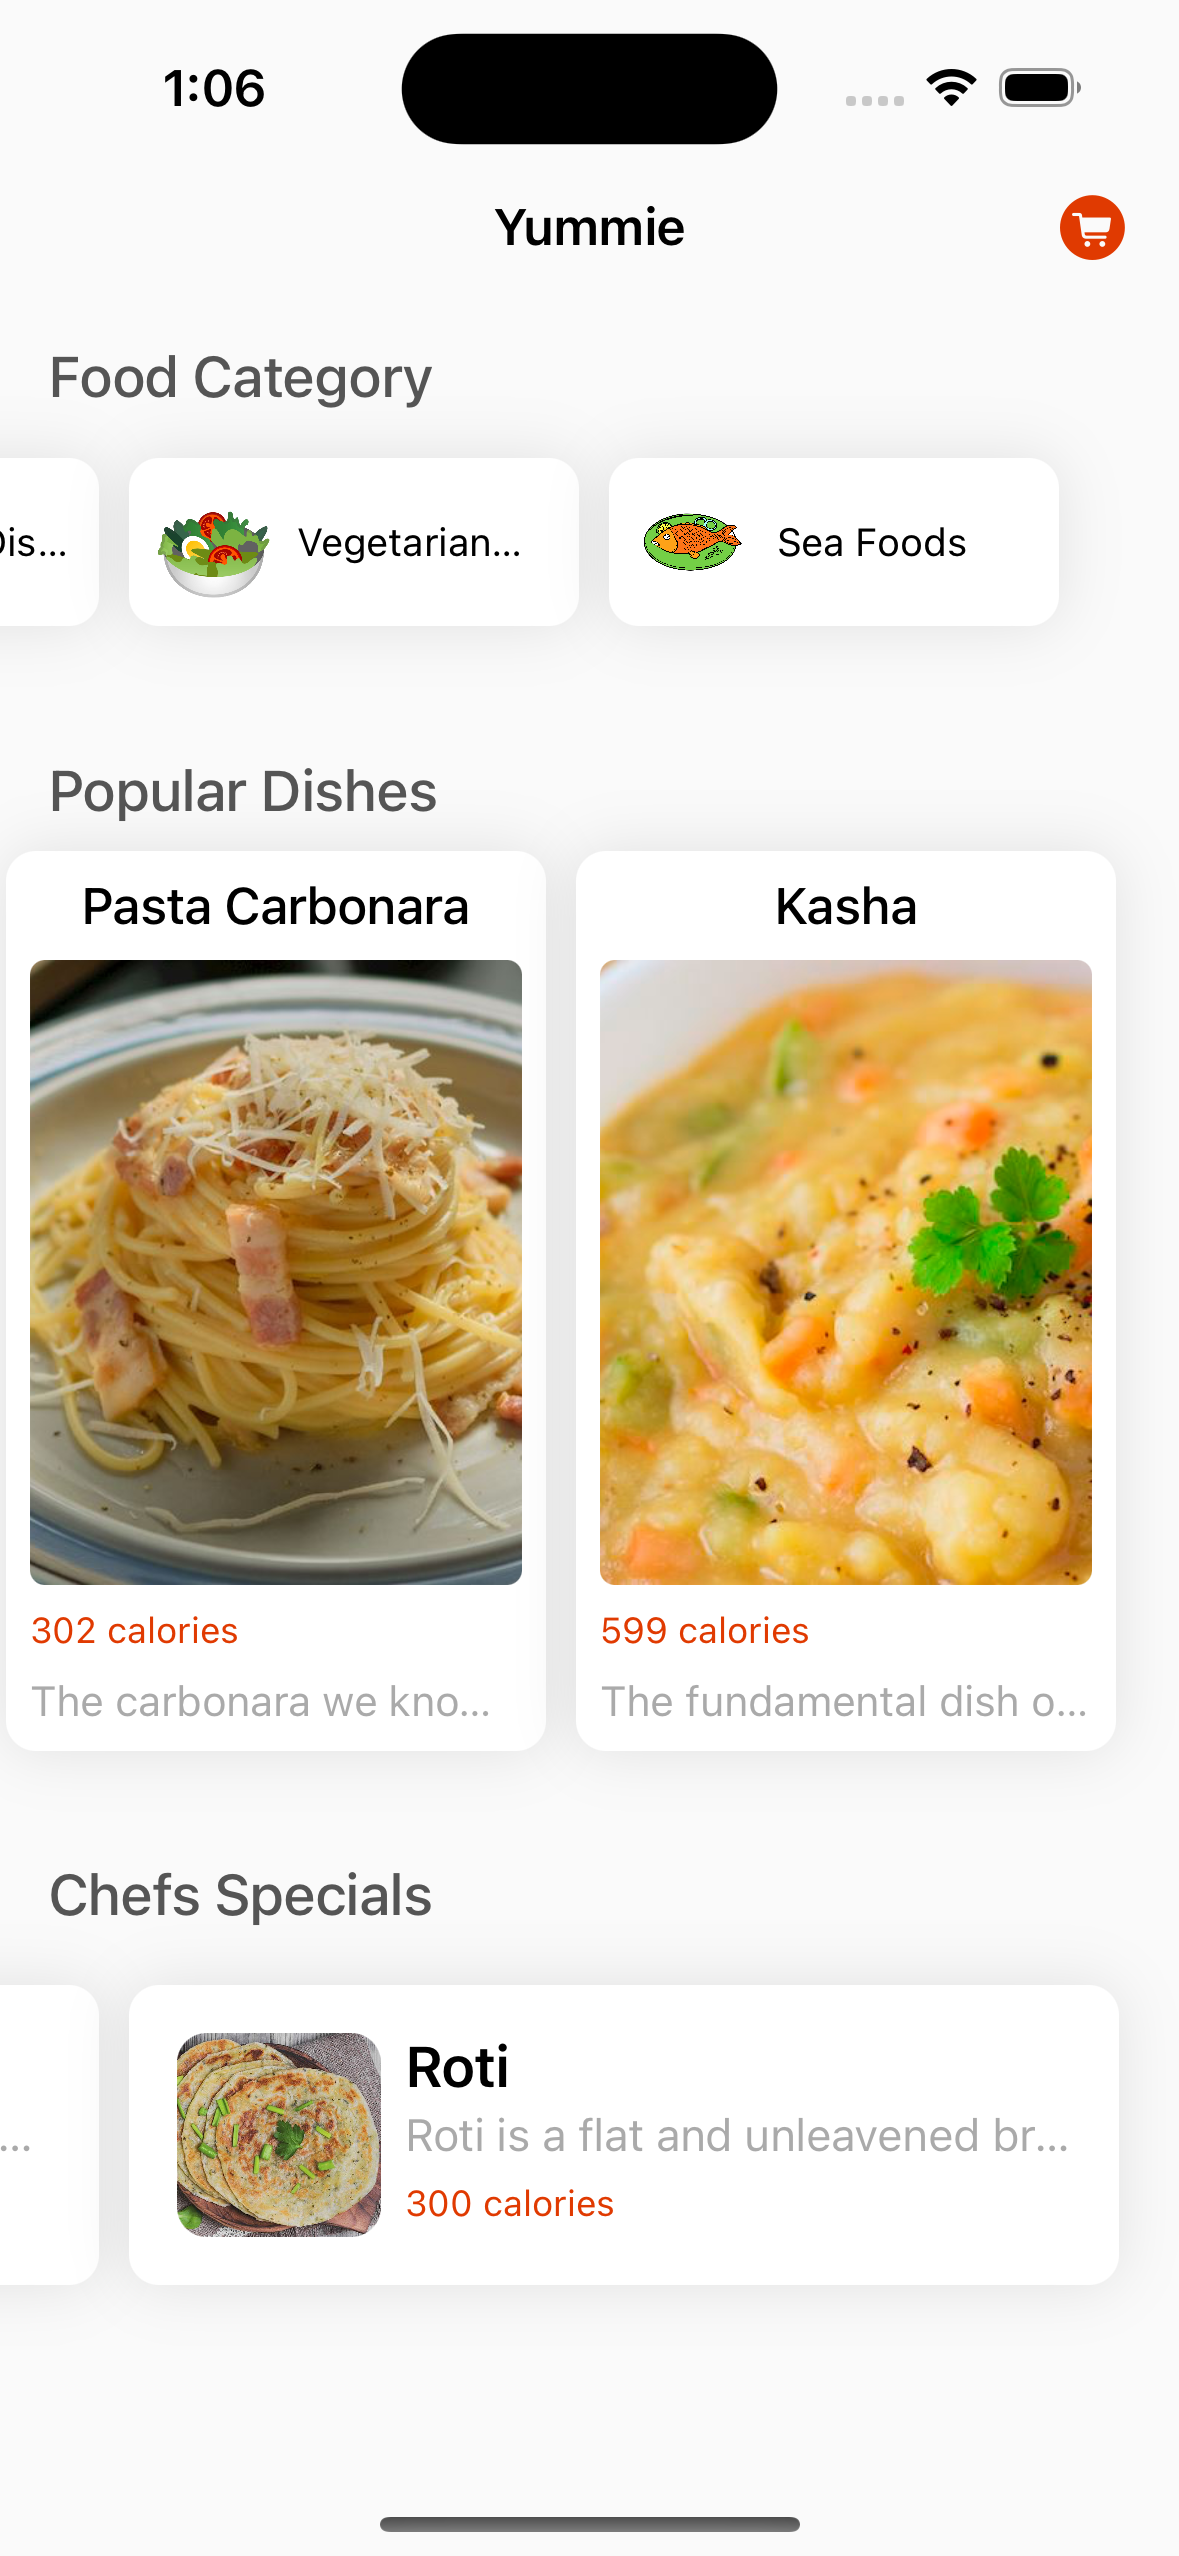 1:06
Yummie
Food Category
Dis...
Vegetarian...
Sea Foods
Popular Dishes
Pasta Carbonara
Kasha
302 calories
599 calories
The carbonara we kno...
The fundamental dish o...
Chefs Specials
...
Roti
Roti is a flat and unleavened br...
300 calories